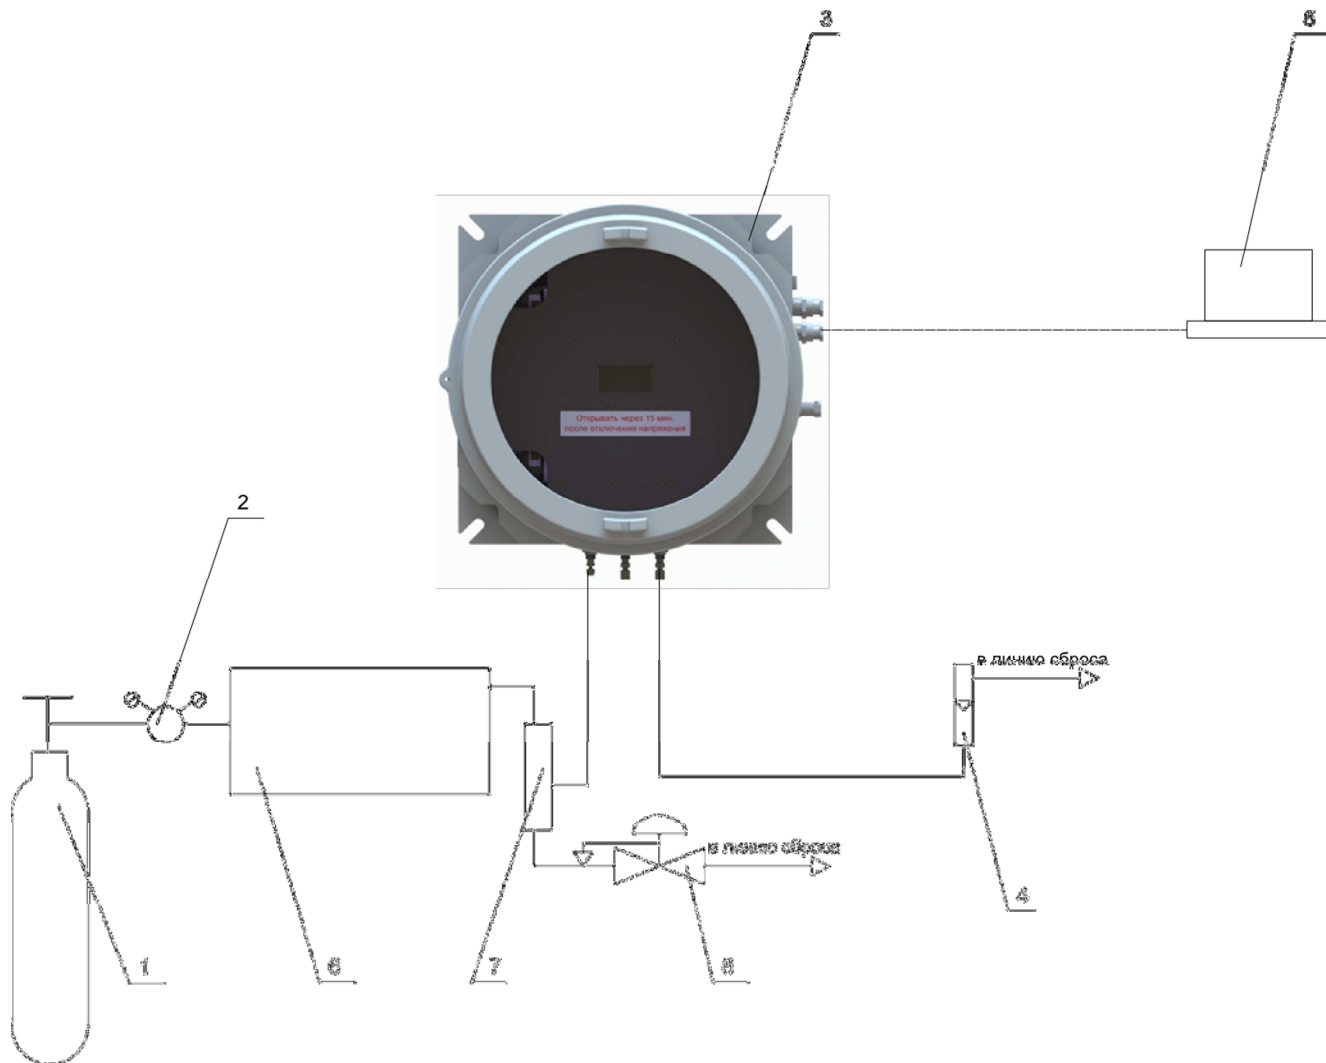 3
5
Открывать через 15 мин.
после отключения напряжения
2
в линию сброса
в линию сброса
4
1
6
7
8